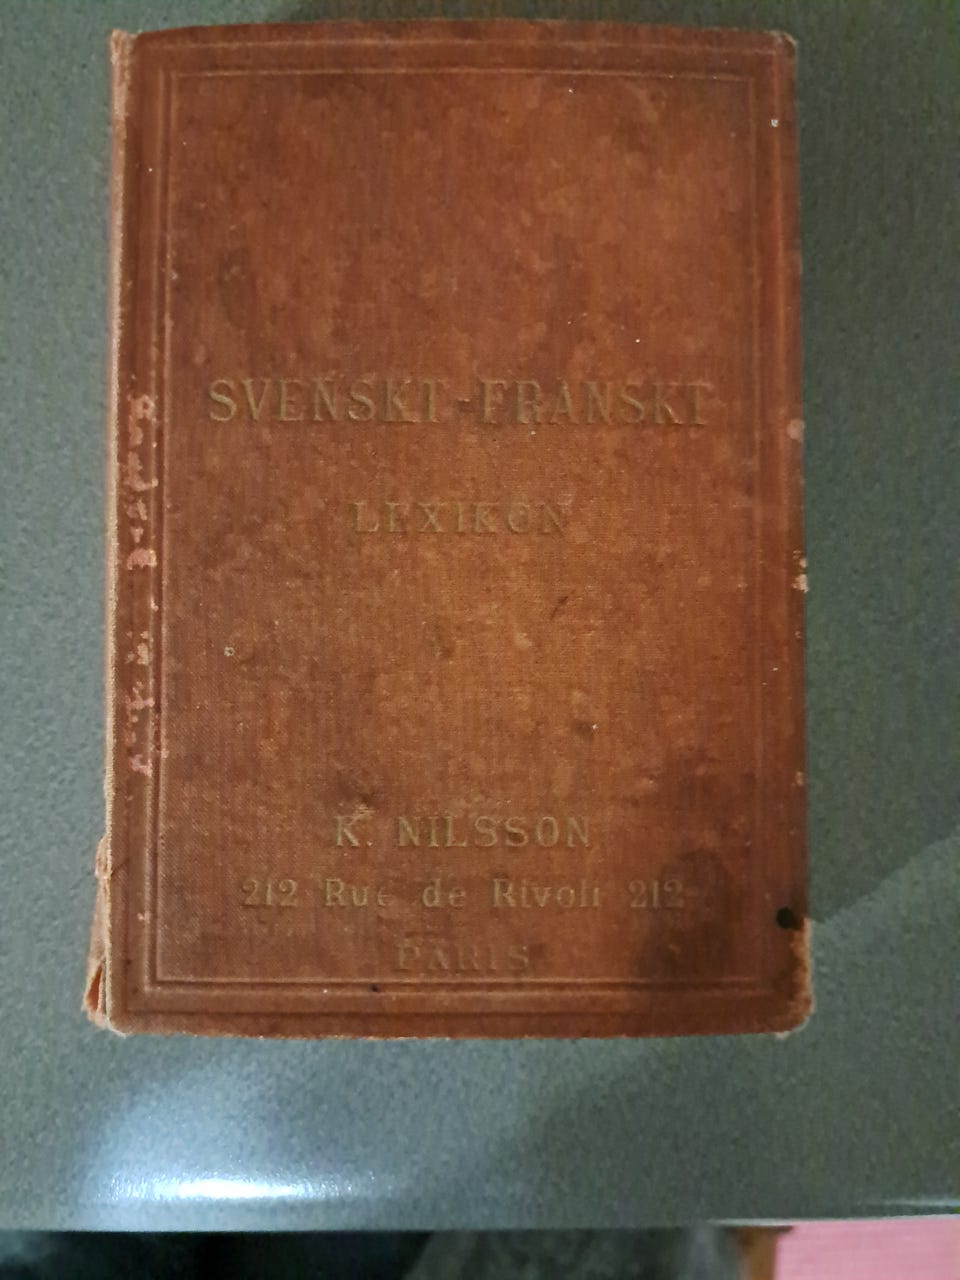 SVENSKT-FRANSKT
LEXIKON
K. NILSSON
212 Rue de Rivoli 212
PARIS